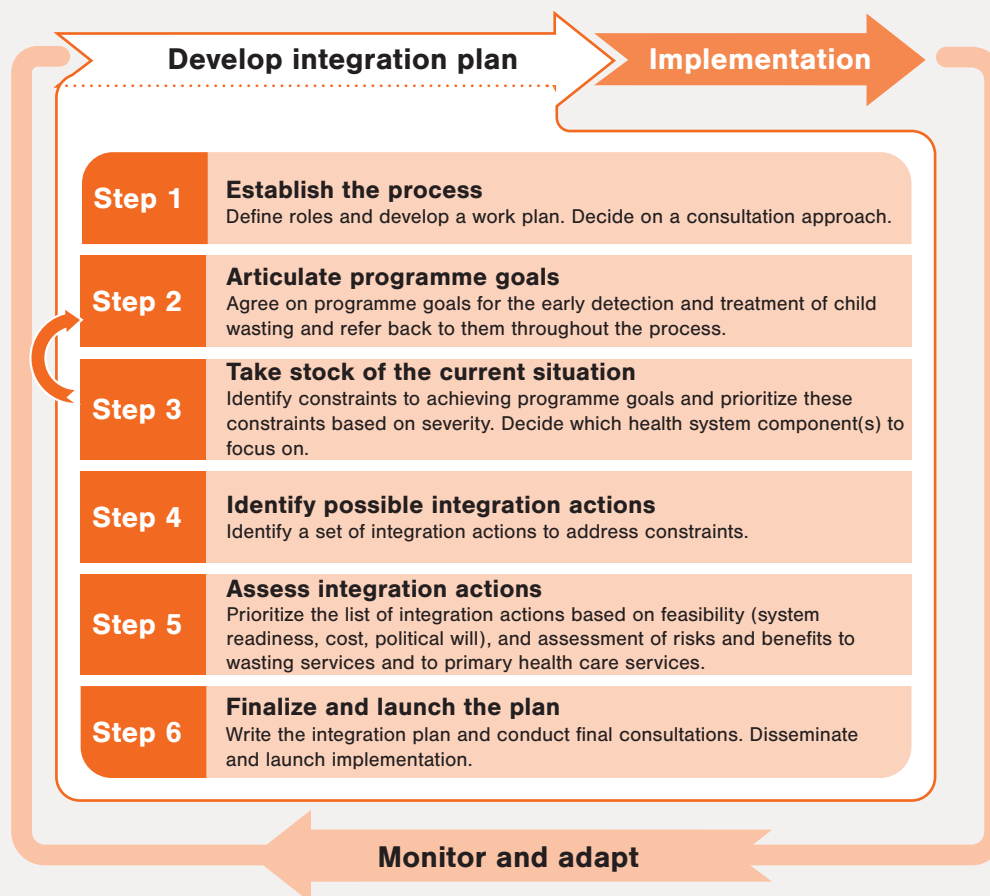 Develop integration plan
Implementation
Step 1
Establish the process
Define roles and develop a work plan. Decide on a consultation approach.
Step 2
Articulate programme goals
Agree on programme goals for the early detection and treatment of child
wasting and refer back to them throughout the process.
Step 3
Take stock of the current situation
Identify constraints to achieving programme goals and prioritize these
constraints based on severity. Decide which health system component(s) to
focus on.
Step 4
Identify possible integration actions
Identify a set of integration actions to address constraints.
Step 5
Assess integration actions
Prioritize the list of integration actions based on feasibility (system
readiness, cost, political will), and assessment of risks and benefits to
wasting services and to primary health care services.
Step 6
Finalize and launch the plan
Write the integration plan and conduct final consultations. Disseminate
and launch implementation.
Monitor and adapt